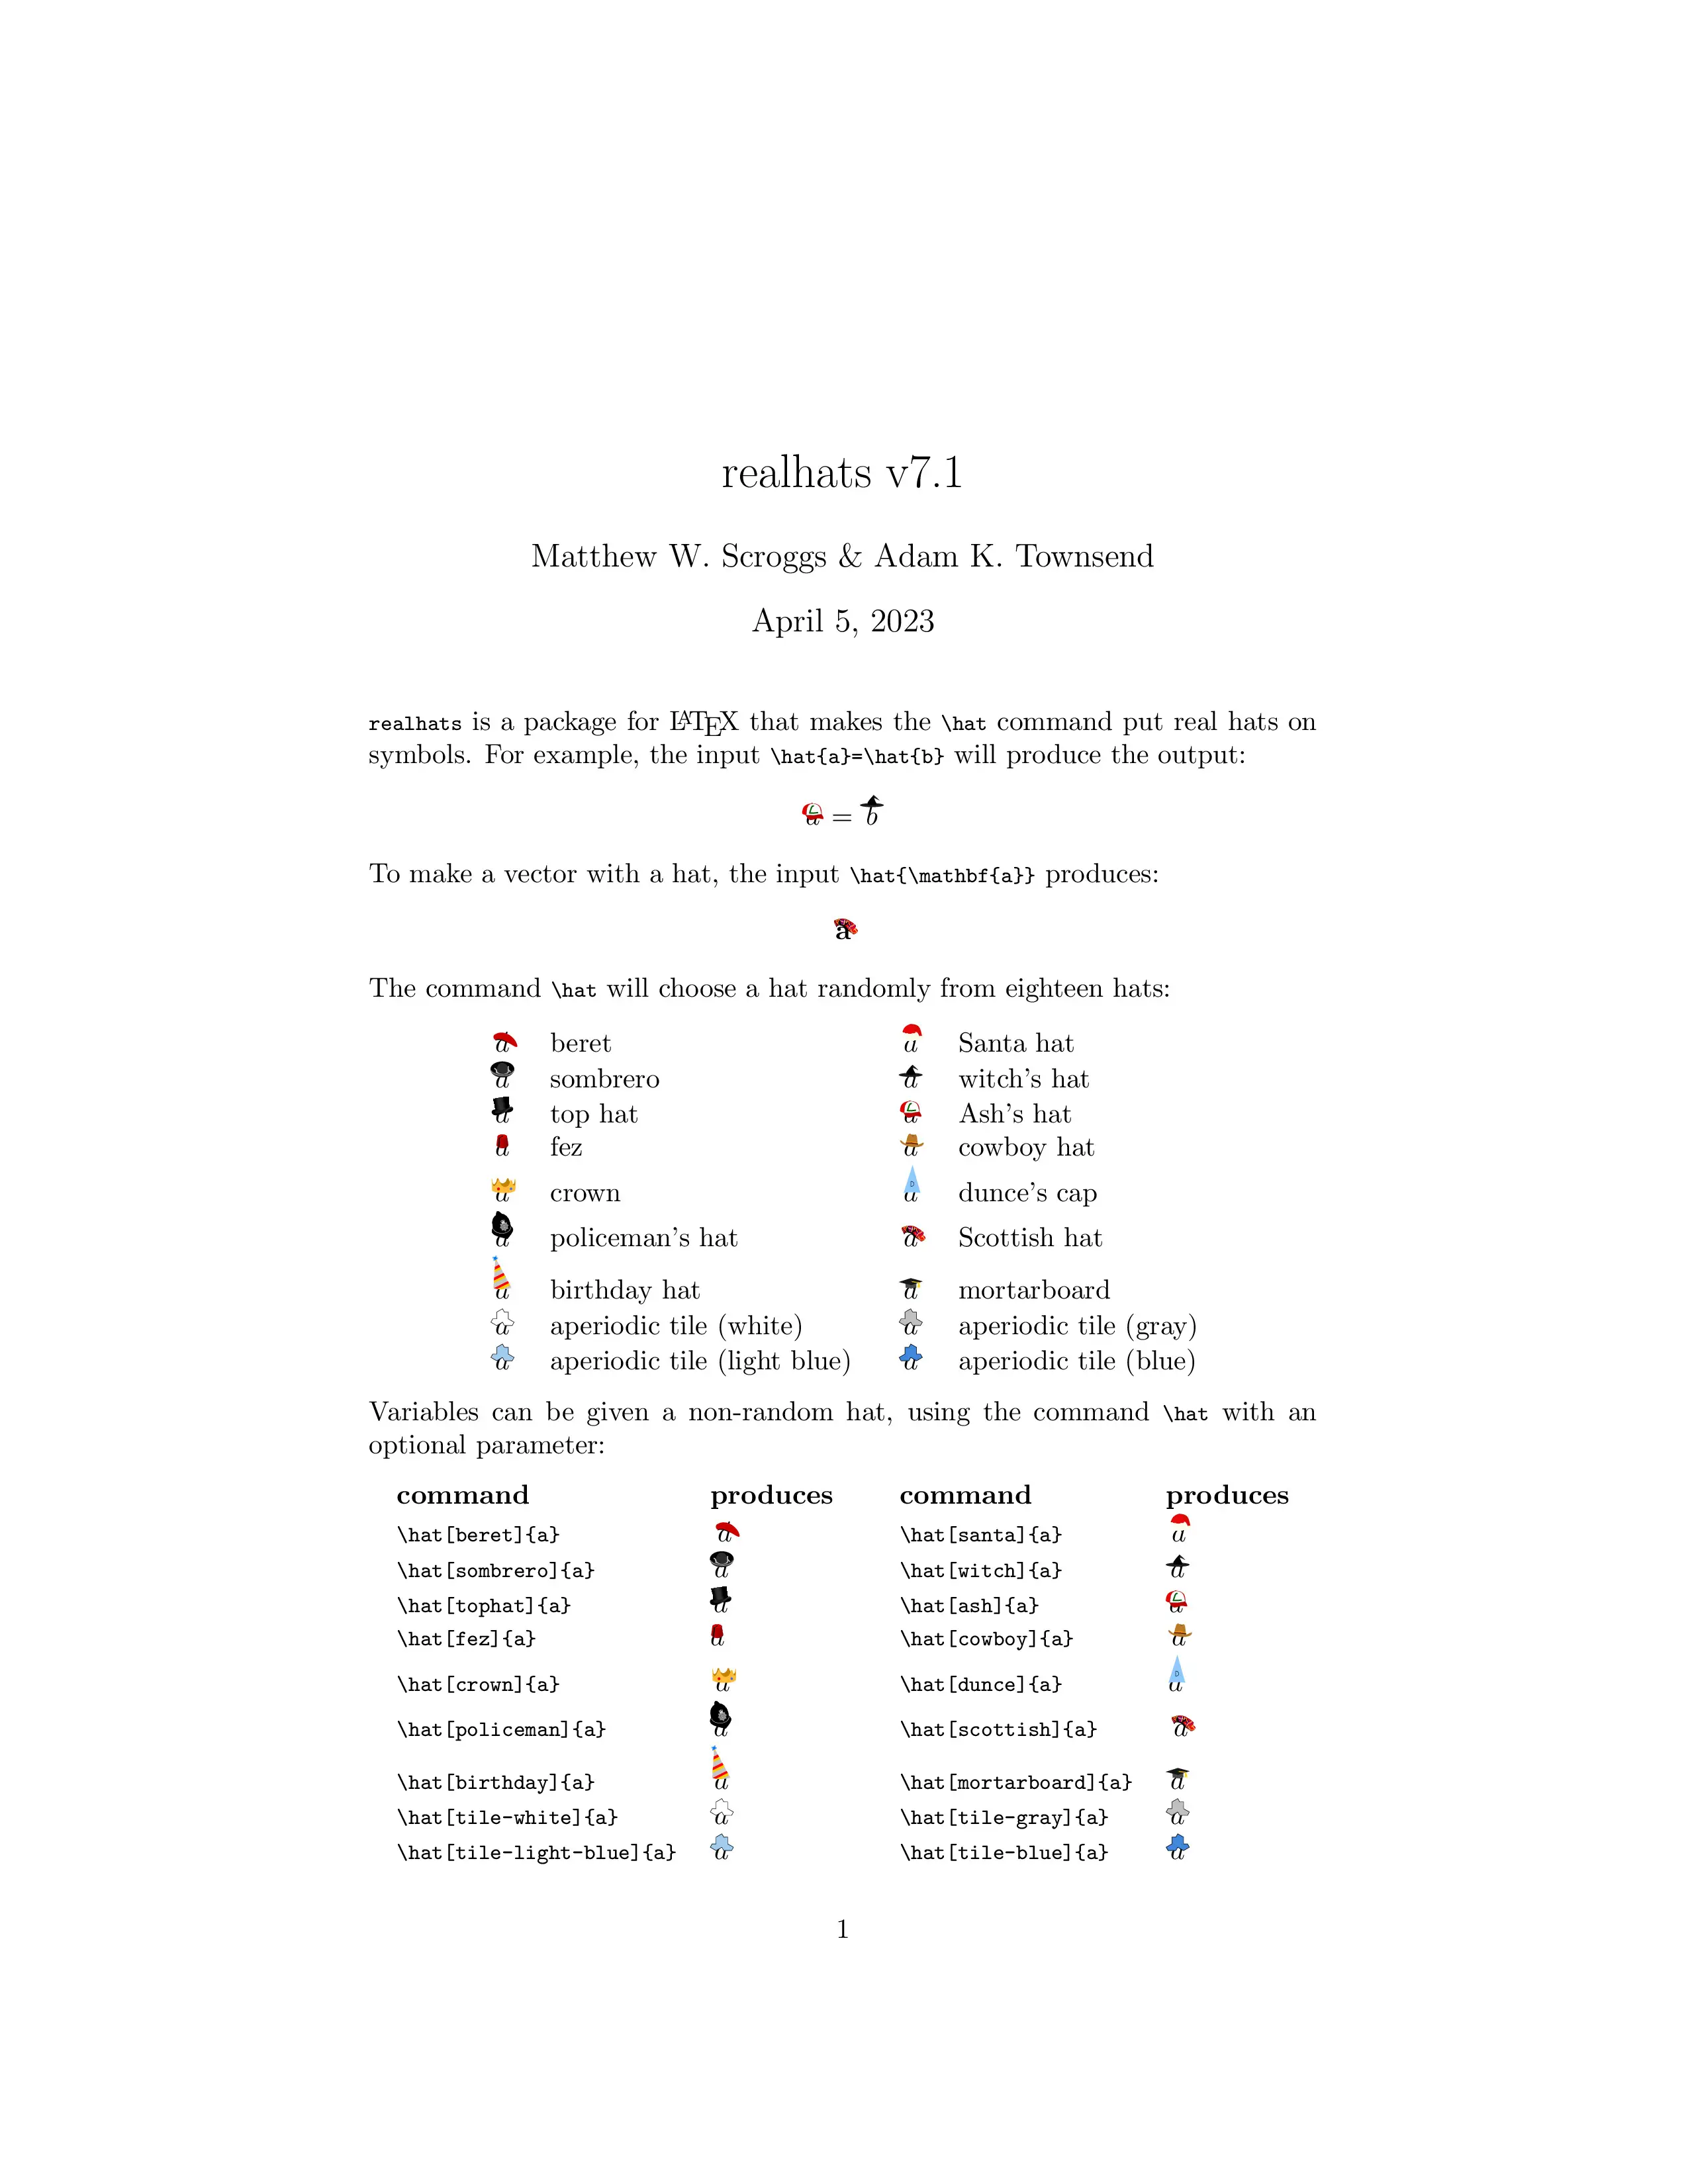 realhats v7.1
Matthew W. Scroggs & Adam K. Townsend
April 5, 2023
realhats is a package for LATEX that makes the \hat command put real hats on
symbols. For example, the input \hat{a}=\hat{b} will produce the output:
a = b
To make a vector with a hat, the input \hat{\mathbf{a}} produces:
a
The command \hat will choose a hat randomly from eighteen hats:
a beret a Santa hat
a sombrero a witch's hat
a top hat a Ash's hat
a fez a cowboy hat
a crown a dunce's cap
a policeman's hat a Scottish hat
a birthday hat a mortarboard
a aperiodic tile (white) a aperiodic tile (gray)
a aperiodic tile (light blue) a aperiodic tile (blue)
Variables can be given a non-random hat, using the command \hat with an
optional parameter:
command produces command produces
\hat[beret]{a} a \hat[santa]{a} a
\hat[sombrero]{a} a \hat[witch]{a} a
\hat[tophat]{a} a \hat[ash]{a} a
\hat[fez]{a} a \hat[cowboy]{a} a
\hat[crown]{a} a \hat[dunce]{a} a
\hat[policeman]{a} a \hat[scottish]{a} a
\hat[birthday]{a} a \hat[mortarboard]{a} a
\hat[tile-white]{a} a \hat[tile-gray]{a} a
\hat[tile-light-blue]{a} a \hat[tile-blue]{a} a
1